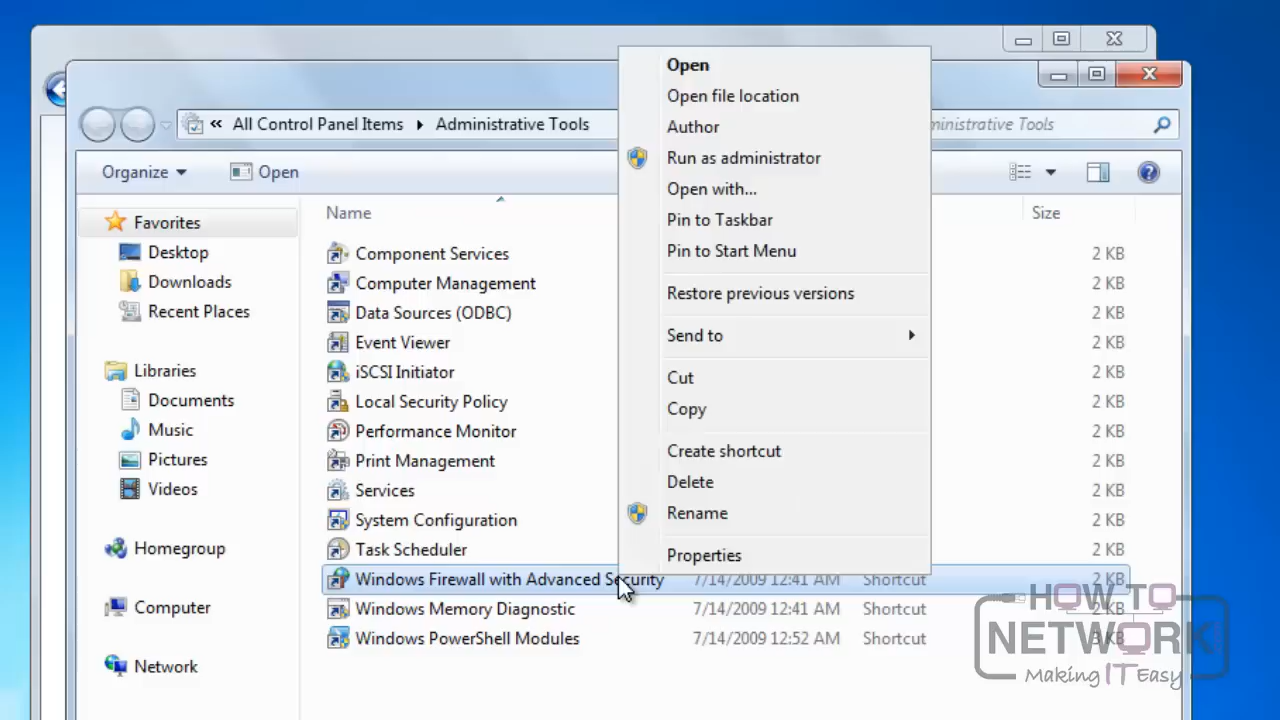 « All Control Panel Items ▸ Administrative Tools
ministrative Tools
Organize ▼ Open
Favorites
Desktop
Downloads
Recent Places
Libraries
Documents
Music
Pictures
Videos
Homegroup
Computer
Network
Name
Size
Component Services 2 KB
Computer Management 2 KB
Data Sources (ODBC) 2 KB
Event Viewer 2 KB
iSCSI Initiator 2 KB
Local Security Policy 2 KB
Performance Monitor 2 KB
Print Management 2 KB
Services 2 KB
System Configuration 2 KB
Task Scheduler 2 KB
Windows Firewall with Advanced Security 7/14/2009 12:41 AM Shortcut 2 KB
Windows Memory Diagnostic 7/14/2009 12:41 AM Shortcut 2 KB
Windows PowerShell Modules 7/14/2009 12:52 AM Shortcut 3 KB
Open
Open file location
Author
Run as administrator
Open with...
Pin to Taskbar
Pin to Start Menu
Restore previous versions
Send to
Cut
Copy
Create shortcut
Delete
Rename
Properties
HOW TO
NETWORK
Making IT Easy